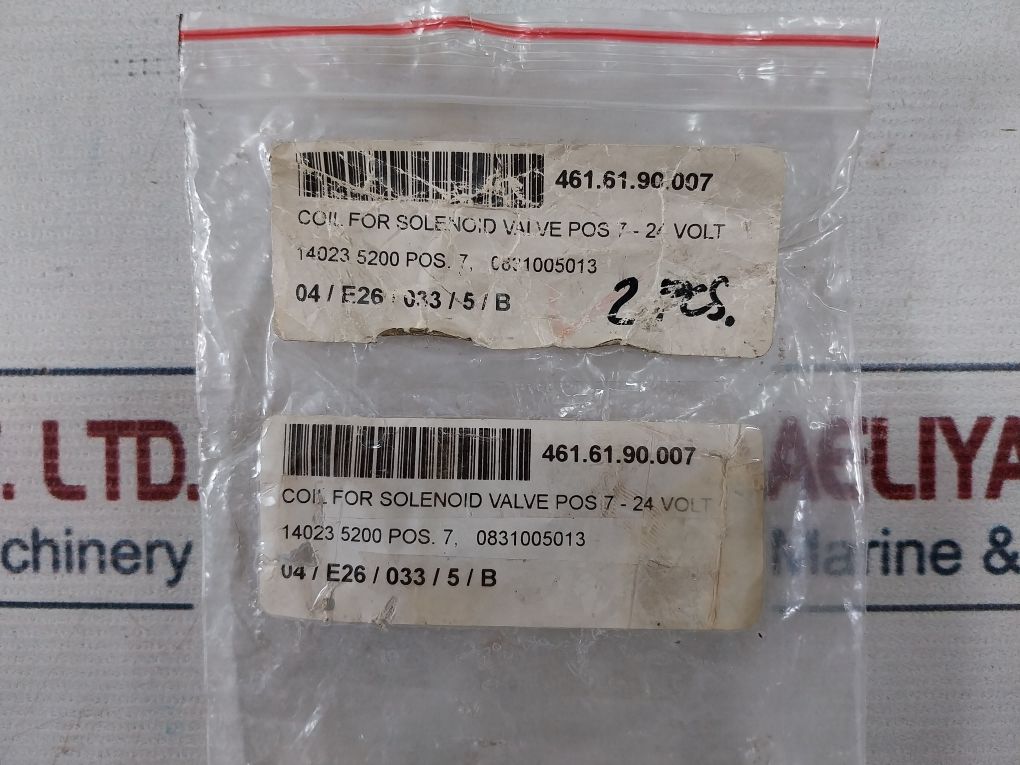 461.61.90.007
COIL FOR SOLENOID VALVE POS 7 - 24 VOLT
14023 5200 POS. 7, 0831005013
04 / E26 / 033 / 5 / B
2 PCS.
461.61.90.007
COIL FOR SOLENOID VALVE POS 7 - 24 VOLT
14023 5200 POS. 7, 0831005013
04 / E26 / 033 / 5 / B
. LTD.
chinery
AELIYA
Marine &